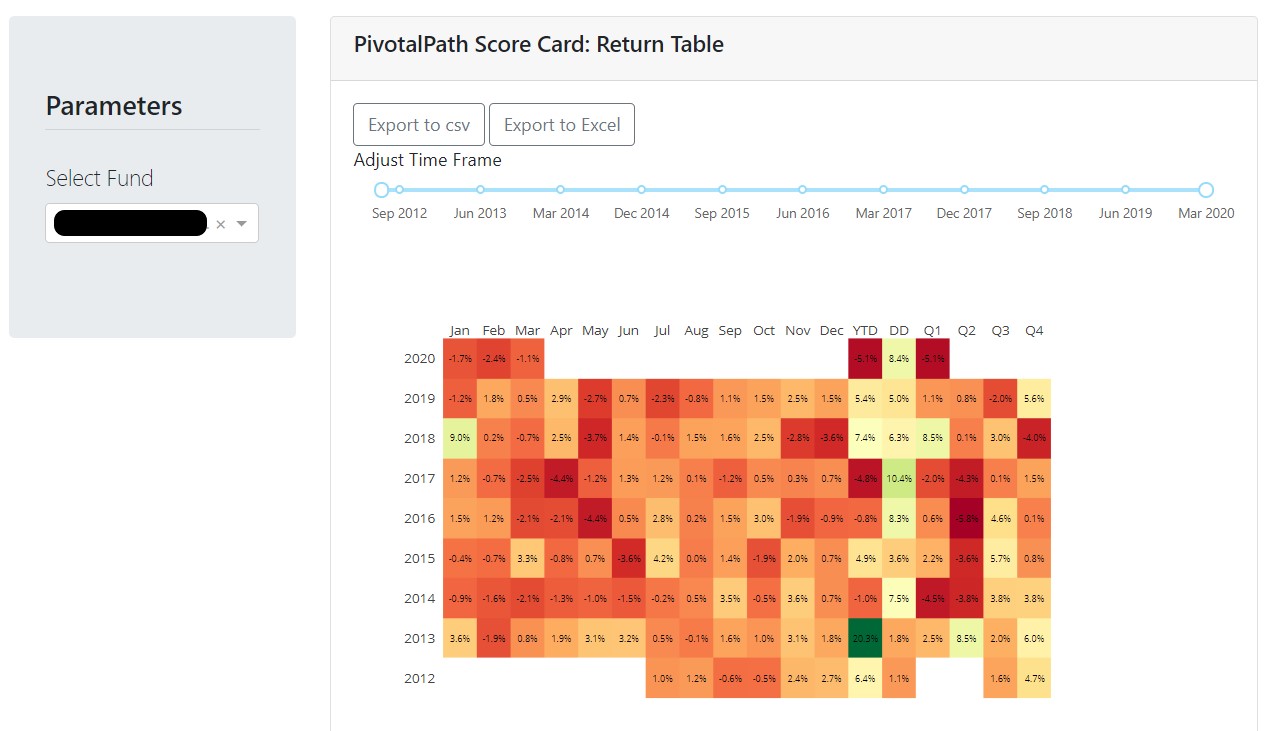 PivotalPath Score Card: Return Table
Parameters
Select Fund
×
Export to csv Export to Excel
Adjust Time Frame
Sep 2012 Jun 2013 Mar 2014 Dec 2014 Sep 2015 Jun 2016 Mar 2017 Dec 2017 Sep 2018 Jun 2019 Mar 2020
Jan Feb Mar Apr May Jun Jul Aug Sep Oct Nov Dec YTD DD Q1 Q2 Q3 Q4
2020 -1.7% -2.4% -1.1% -5.1% 8.4% -5.1%
2019 -1.2% 1.8% 0.5% 2.9% -2.7% 0.7% -2.3% -0.8% 1.1% 1.5% 2.5% 1.5% 5.4% 5.0% 1.1% 0.8% -2.0% 5.6%
2018 9.0% 0.2% -0.7% 2.5% -3.7% 1.4% -0.1% 1.5% 1.6% 2.5% -2.8% -3.6% 7.4% 6.3% 8.5% 0.1% 3.0% -4.0%
2017 1.2% -0.7% -2.5% -4.4% -1.2% 1.3% 1.2% 0.1% -1.2% 0.5% 0.3% 0.7% -4.8% 10.4% -2.0% -4.3% 0.1% 1.5%
2016 1.5% 1.2% -2.1% -2.1% -4.4% 0.5% 2.8% 0.2% 1.5% 3.0% -1.9% -0.9% -0.8% 8.3% 0.6% -5.8% 4.6% 0.1%
2015 -0.4% -0.7% 3.3% -0.8% 0.7% -3.6% 4.2% 0.0% 1.4% -1.9% 2.0% 0.7% 4.9% 3.6% 2.2% -3.6% 5.7% 0.8%
2014 -0.9% -1.6% -2.1% -1.3% -1.0% -1.5% -0.2% 0.5% 3.5% -0.5% 3.6% 0.7% -1.0% 7.5% -4.5% -3.8% 3.8% 3.8%
2013 3.6% -1.9% 0.8% 1.9% 3.1% 3.2% 0.5% -0.1% 1.6% 1.0% 3.1% 1.8% 20.3% 1.8% 2.5% 8.5% 2.0% 6.0%
2012 1.0% 1.2% -0.6% -0.5% 2.4% 2.7% 6.4% 1.1% 1.6% 4.7%